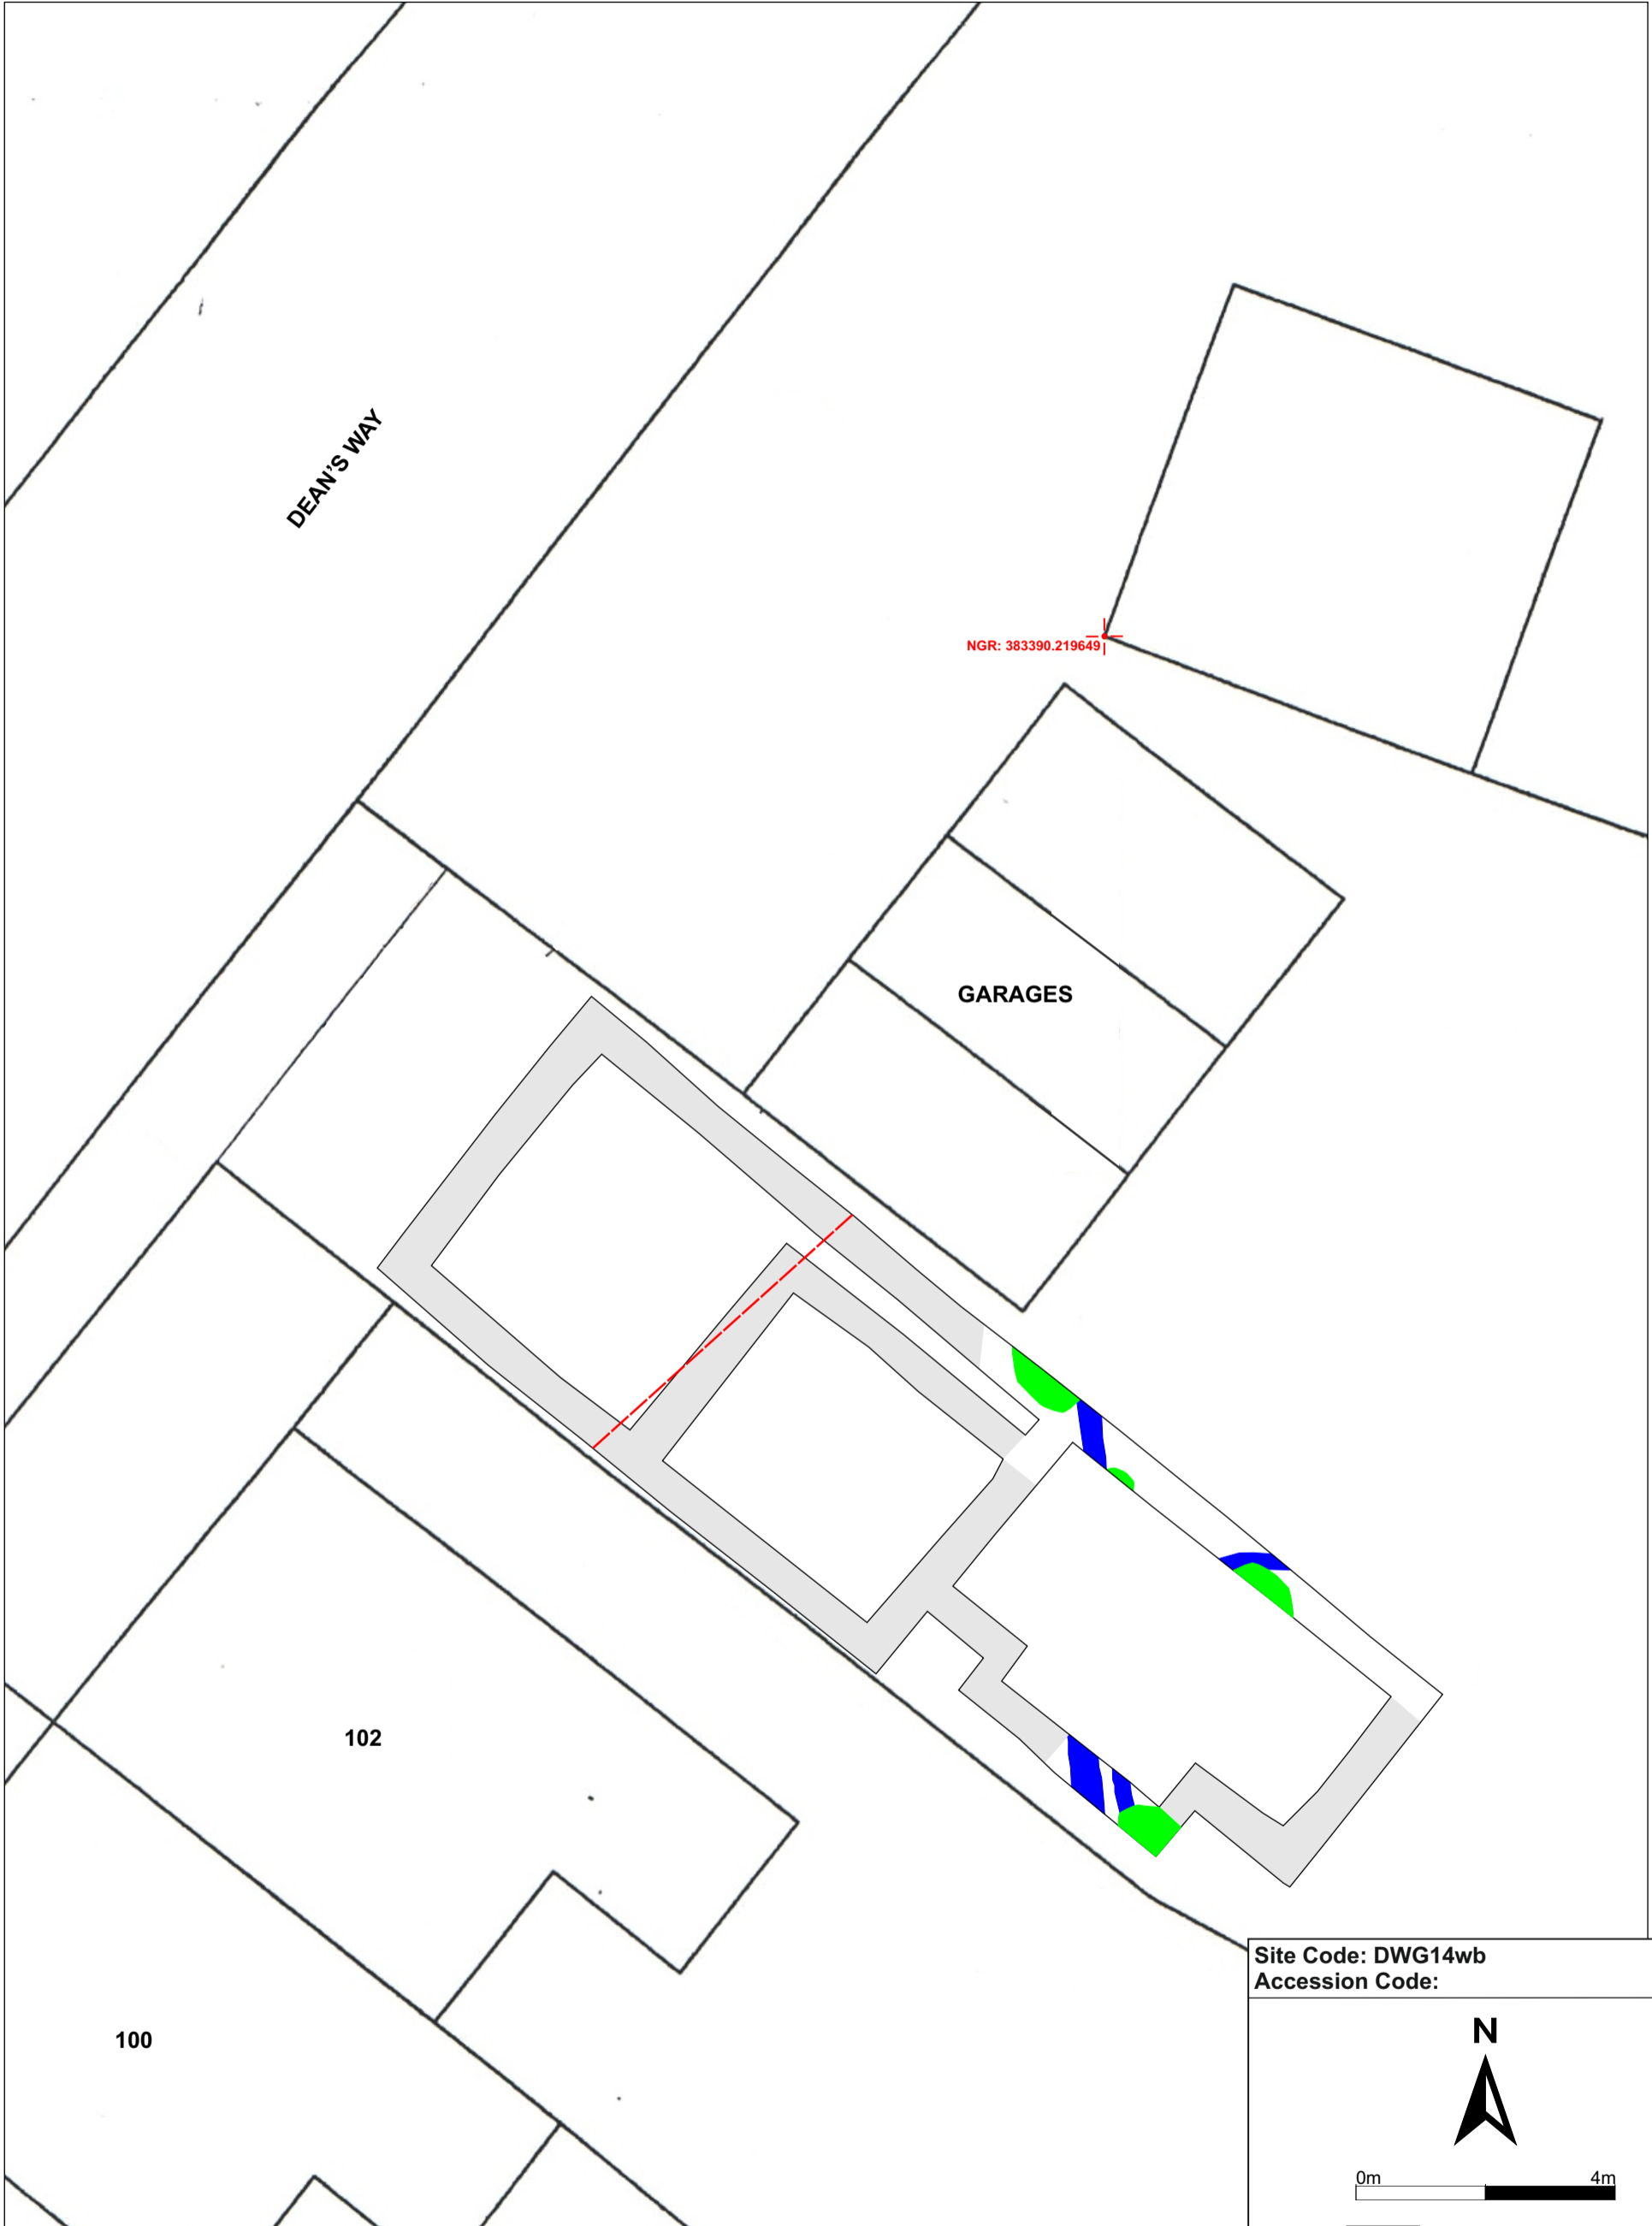 DEAN'S WAY
NGR: 383390.219649
GARAGES
102
100
Site Code: DWG14wb
Accession Code:
N
0m 4m